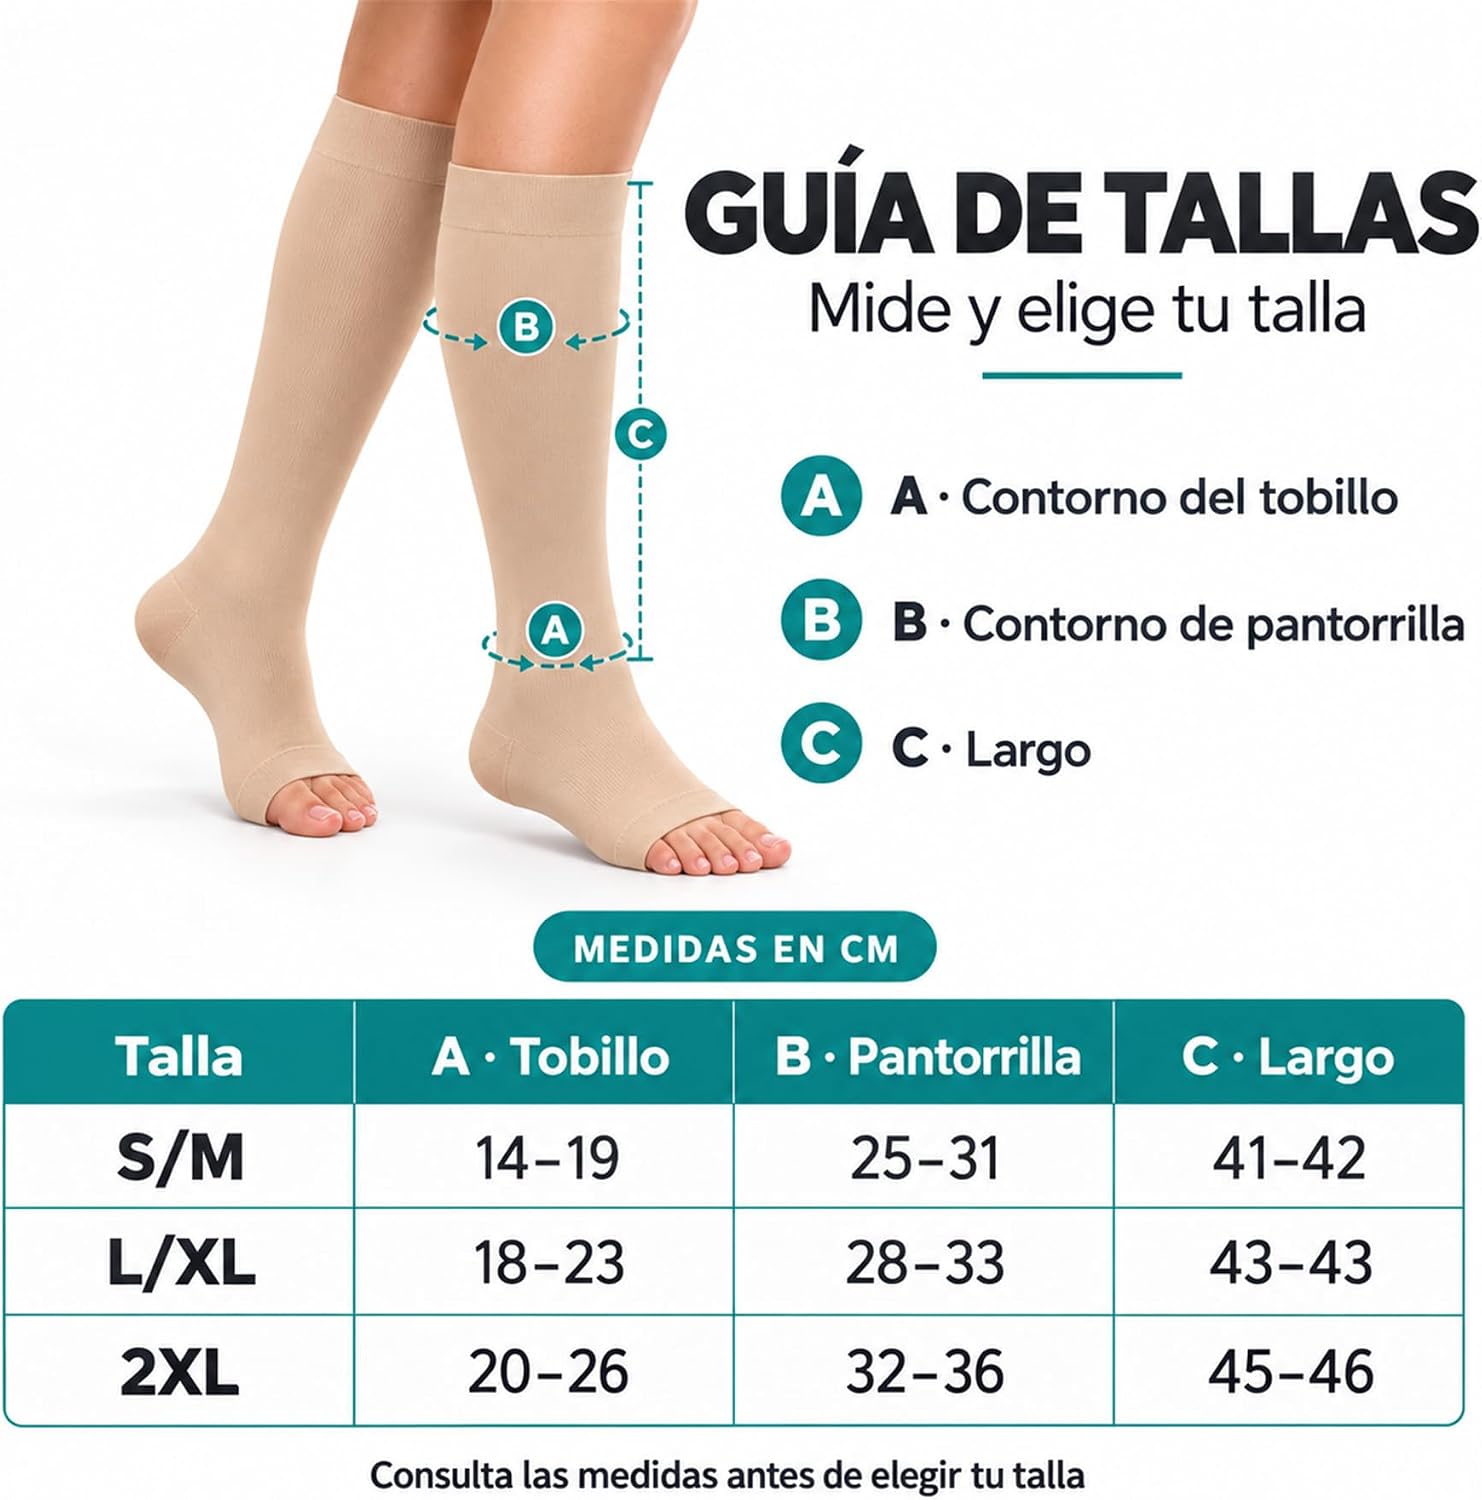 GUÍA DE TALLAS
Mide y elige tu talla
B
C
A
A A · Contorno del tobillo
B B · Contorno de pantorrilla
C C · Largo
MEDIDAS EN CM
Talla A · Tobillo B · Pantorrilla C · Largo
S/M 14–19 25–31 41–42
L/XL 18–23 28–33 43–43
2XL 20–26 32–36 45–46
Consulta las medidas antes de elegir tu talla